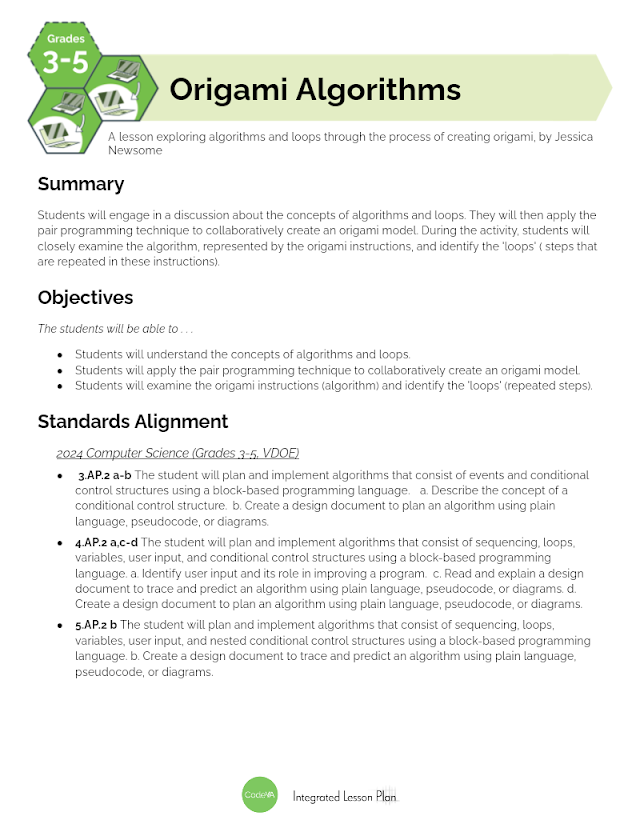 Grades
3-5
Origami Algorithms
A lesson exploring algorithms and loops through the process of creating origami, by Jessica
Newsome
Summary
Students will engage in a discussion about the concepts of algorithms and loops. They will then apply the
pair programming technique to collaboratively create an origami model. During the activity, students will
closely examine the algorithm, represented by the origami instructions, and identify the 'loops' ( steps that
are repeated in these instructions).
Objectives
The students will be able to . . .
● Students will understand the concepts of algorithms and loops.
● Students will apply the pair programming technique to collaboratively create an origami model.
● Students will examine the origami instructions (algorithm) and identify the 'loops' (repeated steps).
Standards Alignment
2024 Computer Science (Grades 3-5, VDOE)
● 3.AP.2 a-b The student will plan and implement algorithms that consist of events and conditional
control structures using a block-based programming language. a. Describe the concept of a
conditional control structure. b. Create a design document to plan an algorithm using plain
language, pseudocode, or diagrams.
● 4.AP.2 a,c-d The student will plan and implement algorithms that consist of sequencing, loops,
variables, user input, and conditional control structures using a block-based programming
language. a. Identify user input and its role in improving a program. c. Read and explain a design
document to trace and predict an algorithm using plain language, pseudocode, or diagrams. d.
Create a design document to plan an algorithm using plain language, pseudocode, or diagrams.
● 5.AP.2 b The student will plan and implement algorithms that consist of sequencing, loops,
variables, user input, and nested conditional control structures using a block-based programming
language. b. Create a design document to trace and predict an algorithm using plain language,
pseudocode, or diagrams.
CodeVA Integrated Lesson Plan